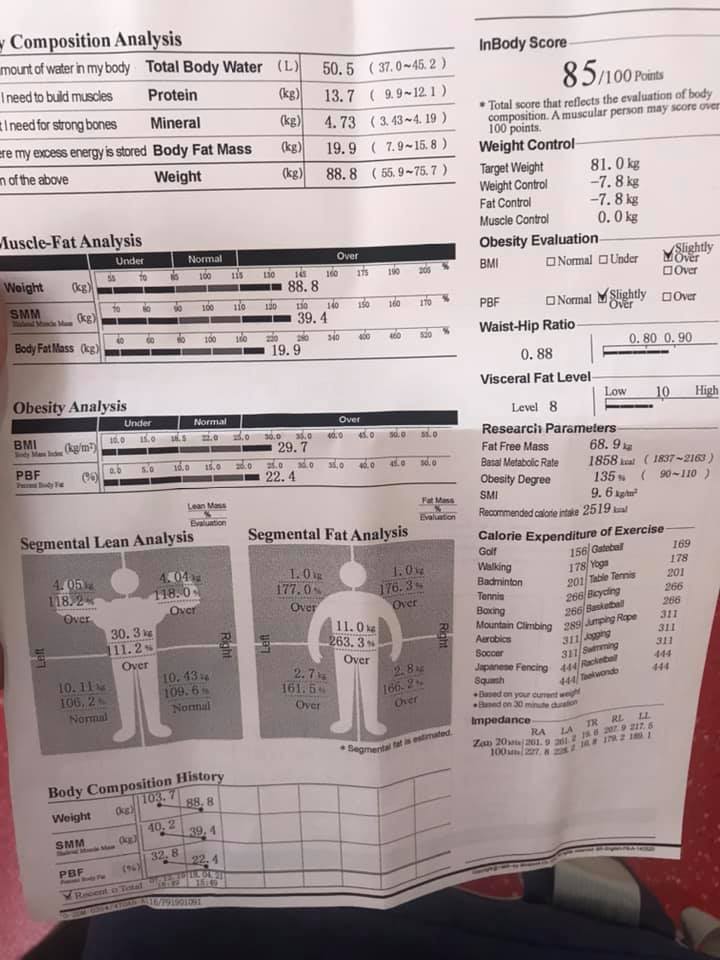 y Composition Analysis
mount of water in my body Total Body Water (L) 50.5 ( 37.0~45.2 )
I need to build muscles Protein (kg) 13.7 ( 9.9~12.1 )
t I need for strong bones Mineral (kg) 4.73 ( 3.43~4.19 )
ere my excess energy is stored Body Fat Mass (kg) 19.9 ( 7.9~15.8 )
n of the above Weight (kg) 88.8 ( 55.9~75.7 )
Muscle-Fat Analysis
Under Normal Over
55 70 85 100 115 130 145 160 175 190 205 %
Weight (kg) 88.8
70 80 90 100 110 120 130 140 150 160 170 %
SMM (kg) 39.4
Skeletal Muscle Mass
40 60 80 100 160 220 280 340 400 460 520 %
Body Fat Mass (kg) 19.9
Obesity Analysis
Under Normal Over
10.0 15.0 18.5 22.0 25.0 30.0 35.0 40.0 45.0 50.0 55.0
BMI (kg/m²) 29.7
Body Mass Index
0.0 5.0 10.0 15.0 20.0 25.0 30.0 35.0 40.0 45.0 50.0
PBF (%) 22.4
Percent Body Fat
Lean Mass
%
Evaluation
Segmental Lean Analysis
4.05 kg 4.04 kg
118.2 % 118.0 %
Over Over
30.3 kg
111.2 %
Over
Left Right
10.11 kg 10.43 kg
106.2 % 109.6 %
Normal Normal
Fat Mass
%
Evaluation
Segmental Fat Analysis
1.0 kg 1.0 kg
177.0 % 176.3 %
Over Over
11.0 kg
263.3 %
Over
Left Right
2.7 kg 2.8 kg
161.5 % 166.2 %
Over Over
* Segmental fat is estimated.
Body Composition History
Weight (kg) 103.7 88.8
SMM (kg) 40.2 39.4
Skeletal Muscle Mass
PBF (%) 32.8 22.4
Percent Body Fat
Recent Total 18.04.21
15:49
InBody Score
85/100 Points
* Total score that reflects the evaluation of body
composition. A muscular person may score over
100 points.
Weight Control
Target Weight 81.0 kg
Weight Control -7.8 kg
Fat Control -7.8 kg
Muscle Control 0.0 kg
Obesity Evaluation
BMI Normal Under Slightly Over
Over
PBF Normal Slightly Over Over
Waist-Hip Ratio
0.80 0.90
0.88
Visceral Fat Level
Low 10 High
Level 8
Research Parameters
Fat Free Mass 68.9 kg
Basal Metabolic Rate 1858 kcal ( 1837~2163 )
Obesity Degree 135 % ( 90~110 )
SMI 9.6 kg/m²
Recommended calorie intake 2519 kcal
Calorie Expenditure of Exercise
Golf 156 Gateball 169
Walking 178 Yoga 178
Badminton 201 Table Tennis 201
Tennis 266 Bicycling 266
Boxing 266 Basketball 266
Mountain Climbing 289 Jumping Rope 311
Aerobics 311 Jogging 311
Soccer 311 Swimming 311
Japanese Fencing 444 Racketball 444
Squash 444 Taekwondo 444
*Based on your current weight
*Based on 30 minute duration
Impedance
RA LA TR RL LL
Z(Ω) 20 kHz 261.9 261.2 207.9 217.5
100 kHz 227.8 179.2 189.1